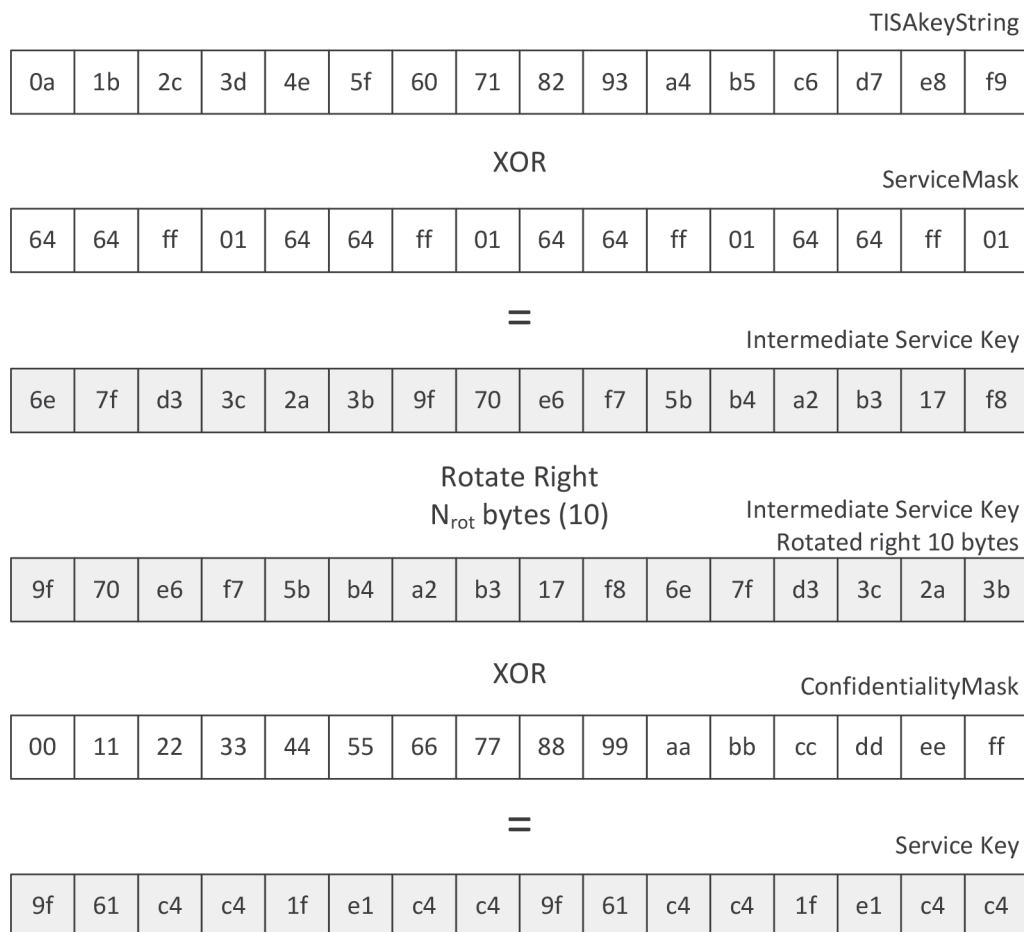 TISAkeyString
0a 1b 2c 3d 4e 5f 60 71 82 93 a4 b5 c6 d7 e8 f9
XOR
ServiceMask
64 64 ff 01 64 64 ff 01 64 64 ff 01 64 64 ff 01
=
Intermediate Service Key
6e 7f d3 3c 2a 3b 9f 70 e6 f7 5b b4 a2 b3 17 f8
Rotate Right
Nrot bytes (10)
Intermediate Service Key
Rotated right 10 bytes
9f 70 e6 f7 5b b4 a2 b3 17 f8 6e 7f d3 3c 2a 3b
XOR
ConfidentialityMask
00 11 22 33 44 55 66 77 88 99 aa bb cc dd ee ff
=
Service Key
9f 61 c4 c4 1f e1 c4 c4 9f 61 c4 c4 1f e1 c4 c4